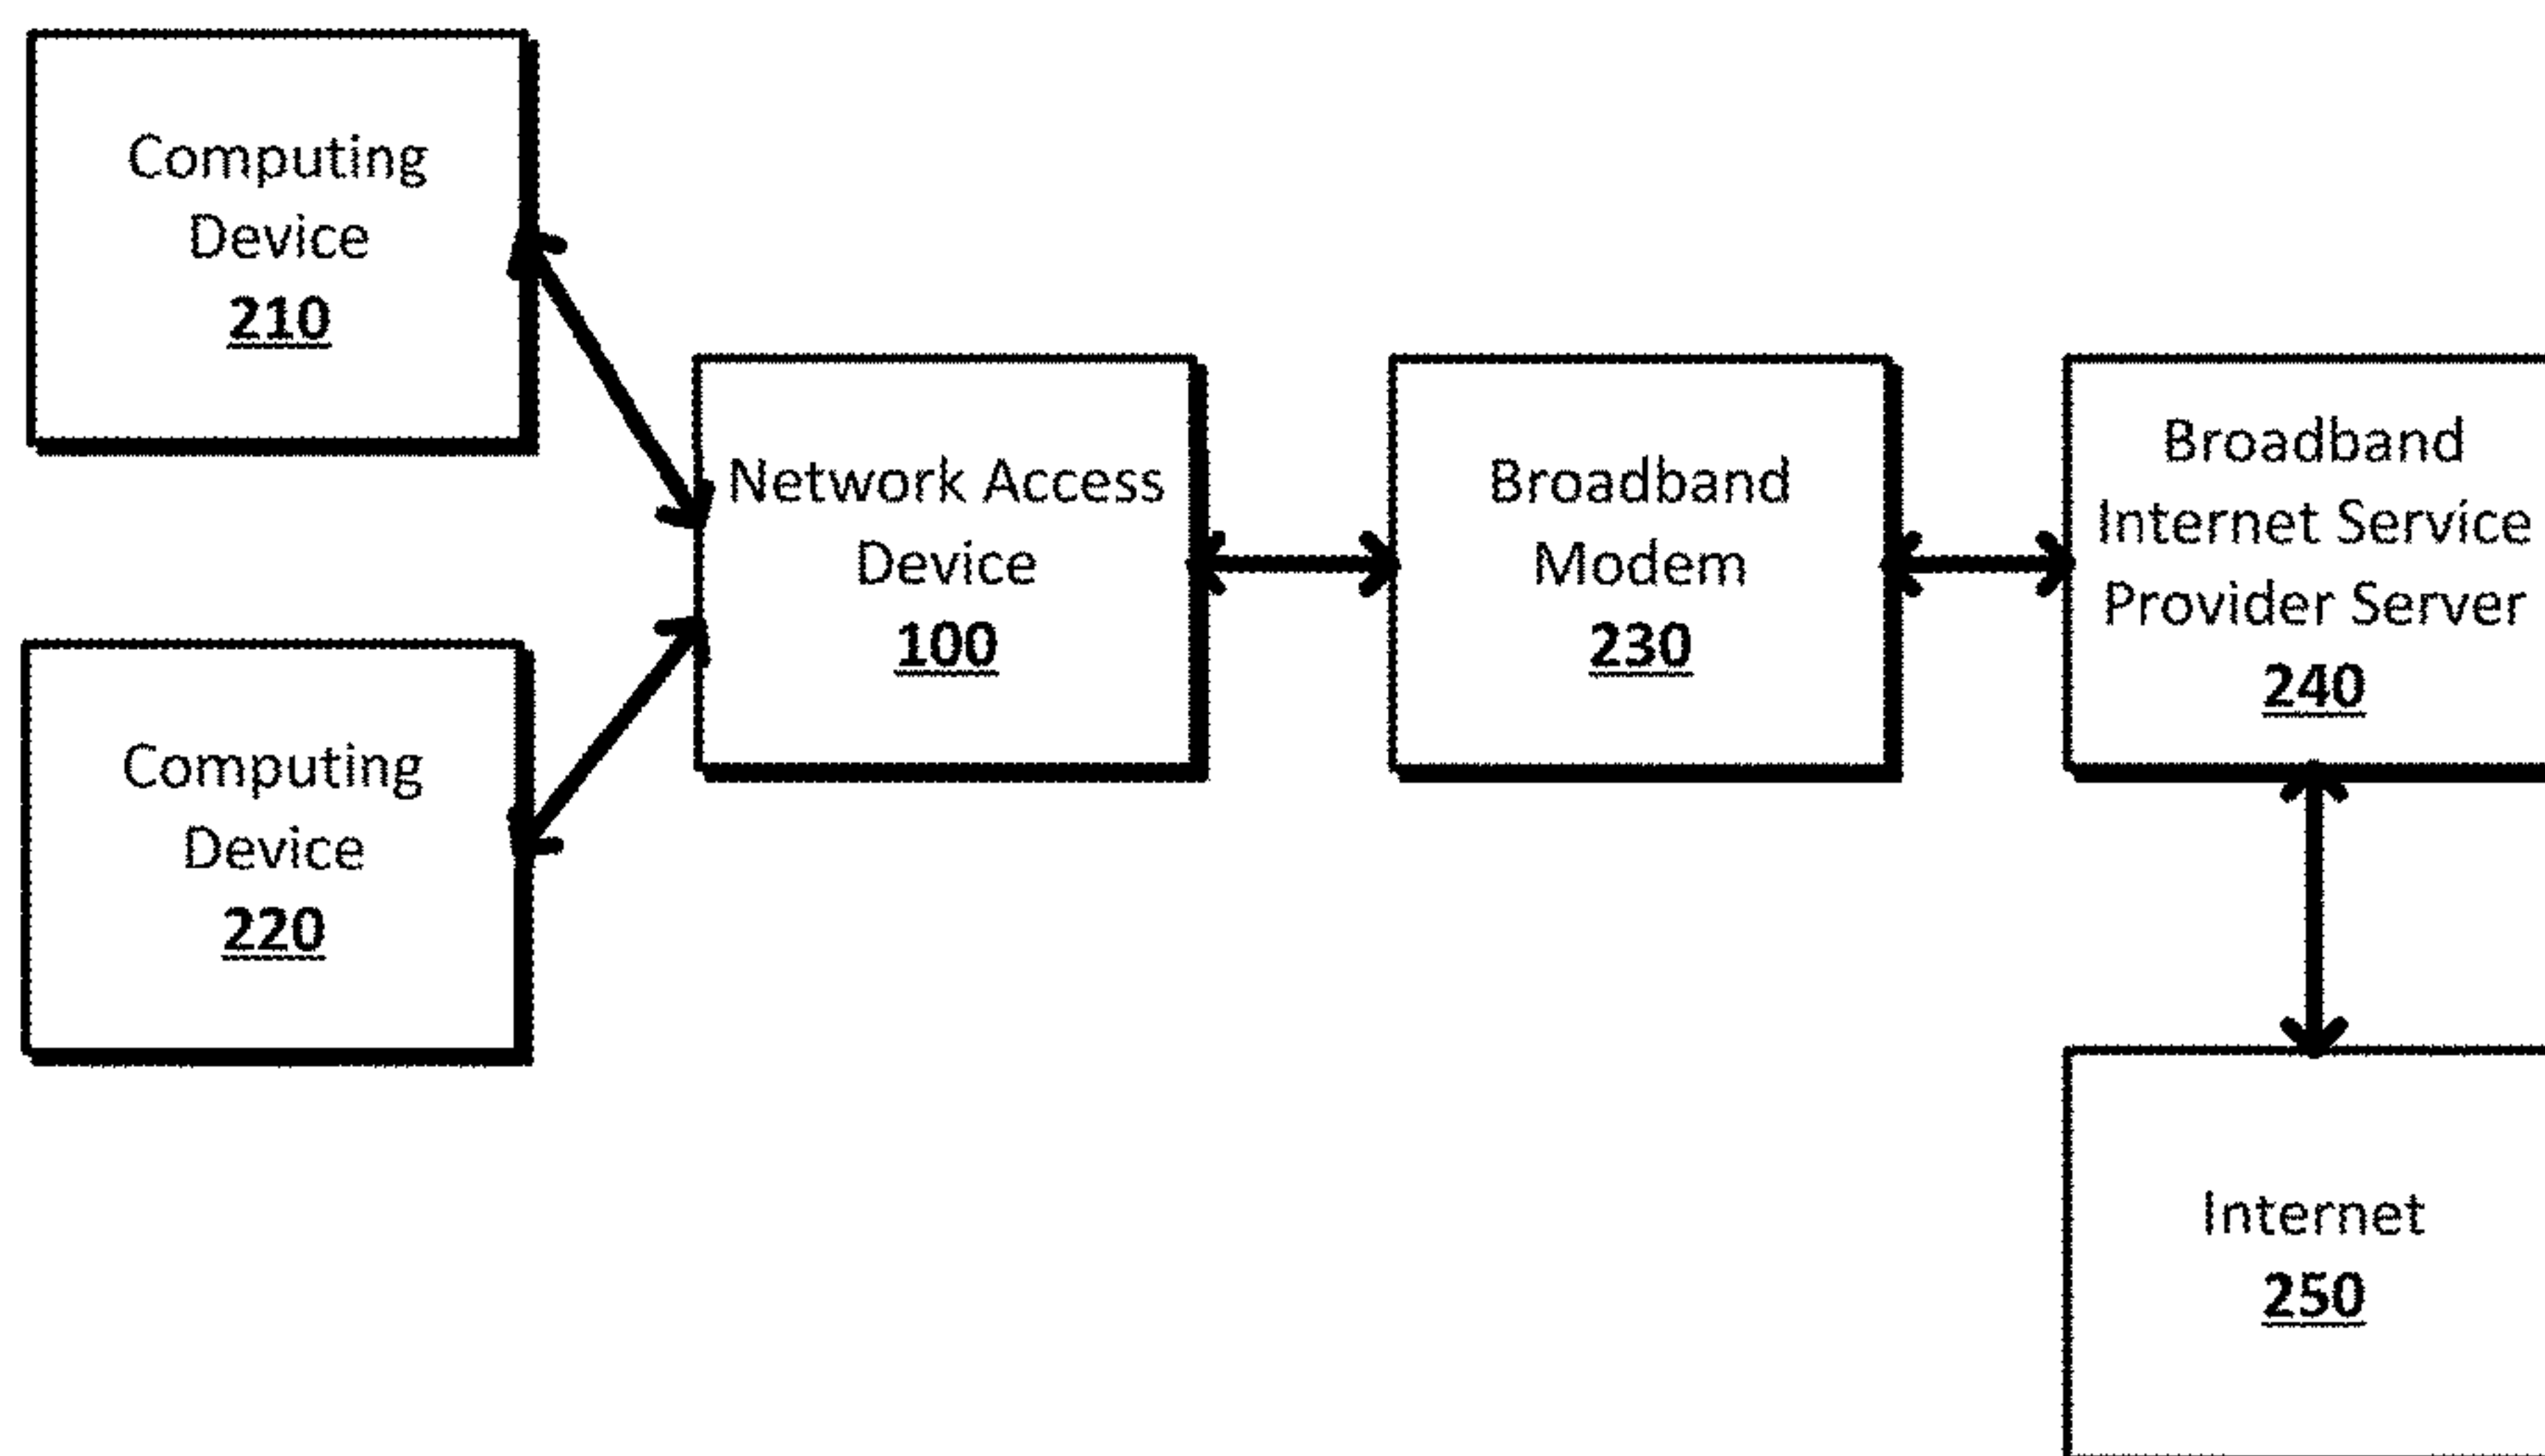 Computing
Device
210
Network Access
Device
100
Broadband
Modem
230
Broadband
Internet Service
Provider Server
240
Computing
Device
220
Internet
250